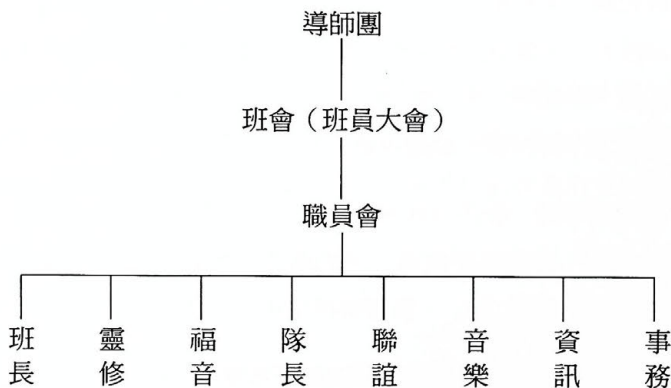 導師團
班會（班員大會）
職員會
班長
靈修
福音
隊長
聯誼
音樂
資訊
事務